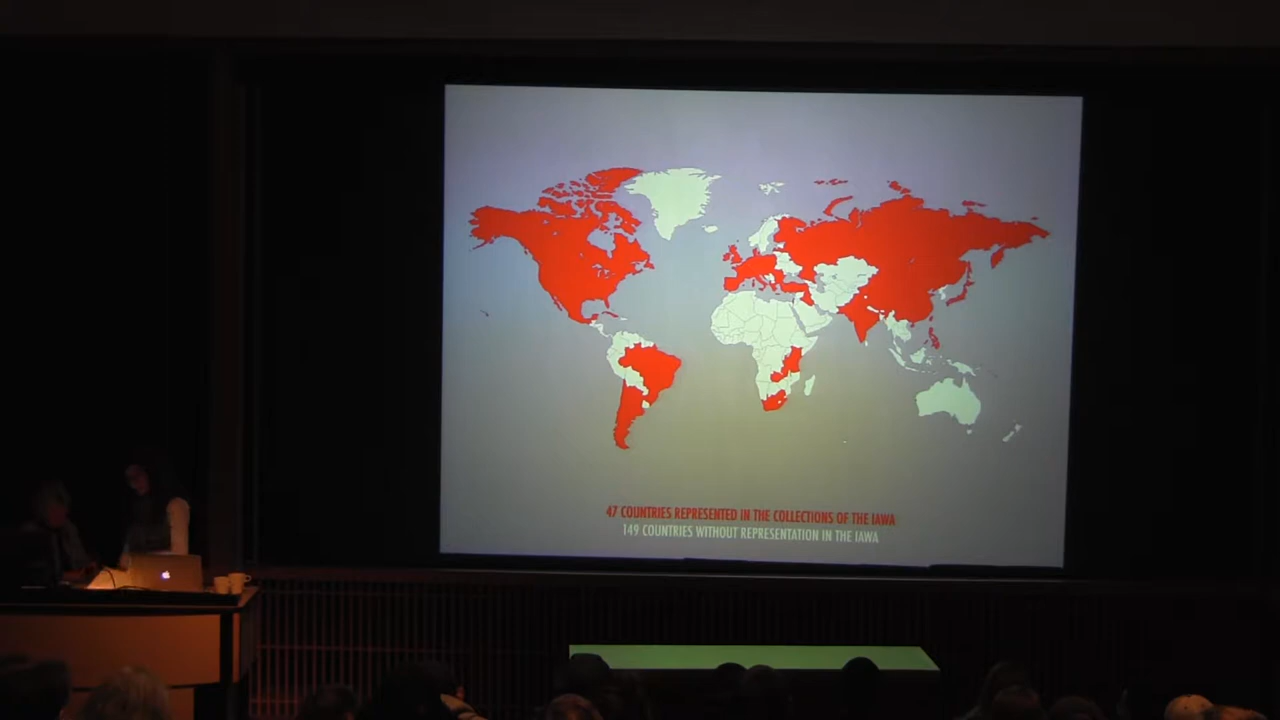 47 COUNTRIES REPRESENTED IN THE COLLECTIONS OF THE IAWA
149 COUNTRIES WITHOUT REPRESENTATION IN THE IAWA